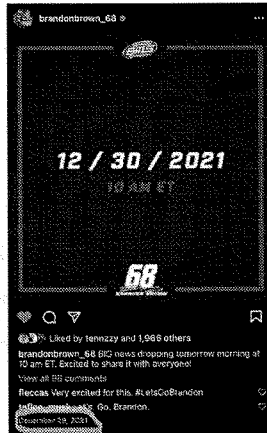 brandonbrown_68
12 / 30 / 2021
10 AM ET
68
Liked by tennzzy and 1,966 others
brandonbrown_68 BIG news dropping tomorrow morning at
10 am ET. Excited to share it with everyone!
View all 96 comments
fleccas Very excited for this. #LetsGoBrandon
Go, Brandon.
December 29, 2021